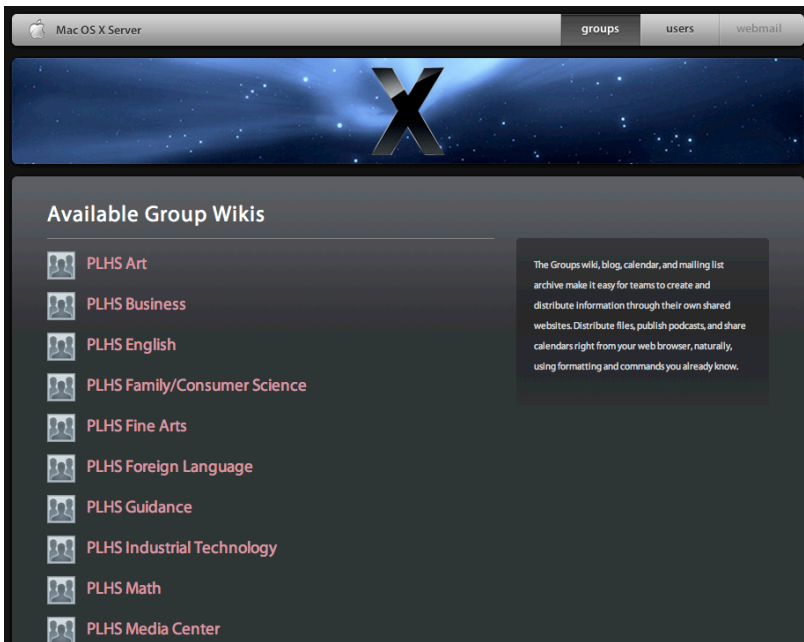 Mac OS X Server
groups
users
webmail
X
Available Group Wikis
PLHS Art
PLHS Business
PLHS English
PLHS Family/Consumer Science
PLHS Fine Arts
PLHS Foreign Language
PLHS Guidance
PLHS Industrial Technology
PLHS Math
PLHS Media Center
The Groups wiki, blog, calendar, and mailing list
archive make it easy for teams to create and
distribute information through their own shared
websites. Distribute files, publish podcasts, and share
calendars right from your web browser, naturally,
using formatting and commands you already know.